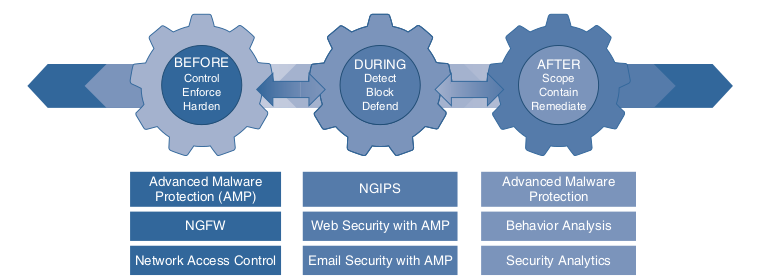 BEFORE
Control
Enforce
Harden
DURING
Detect
Block
Defend
AFTER
Scope
Contain
Remediate
Advanced Malware
Protection (AMP)
NGIPS
Advanced Malware
Protection
NGFW
Web Security with AMP
Behavior Analysis
Network Access Control
Email Security with AMP
Security Analytics